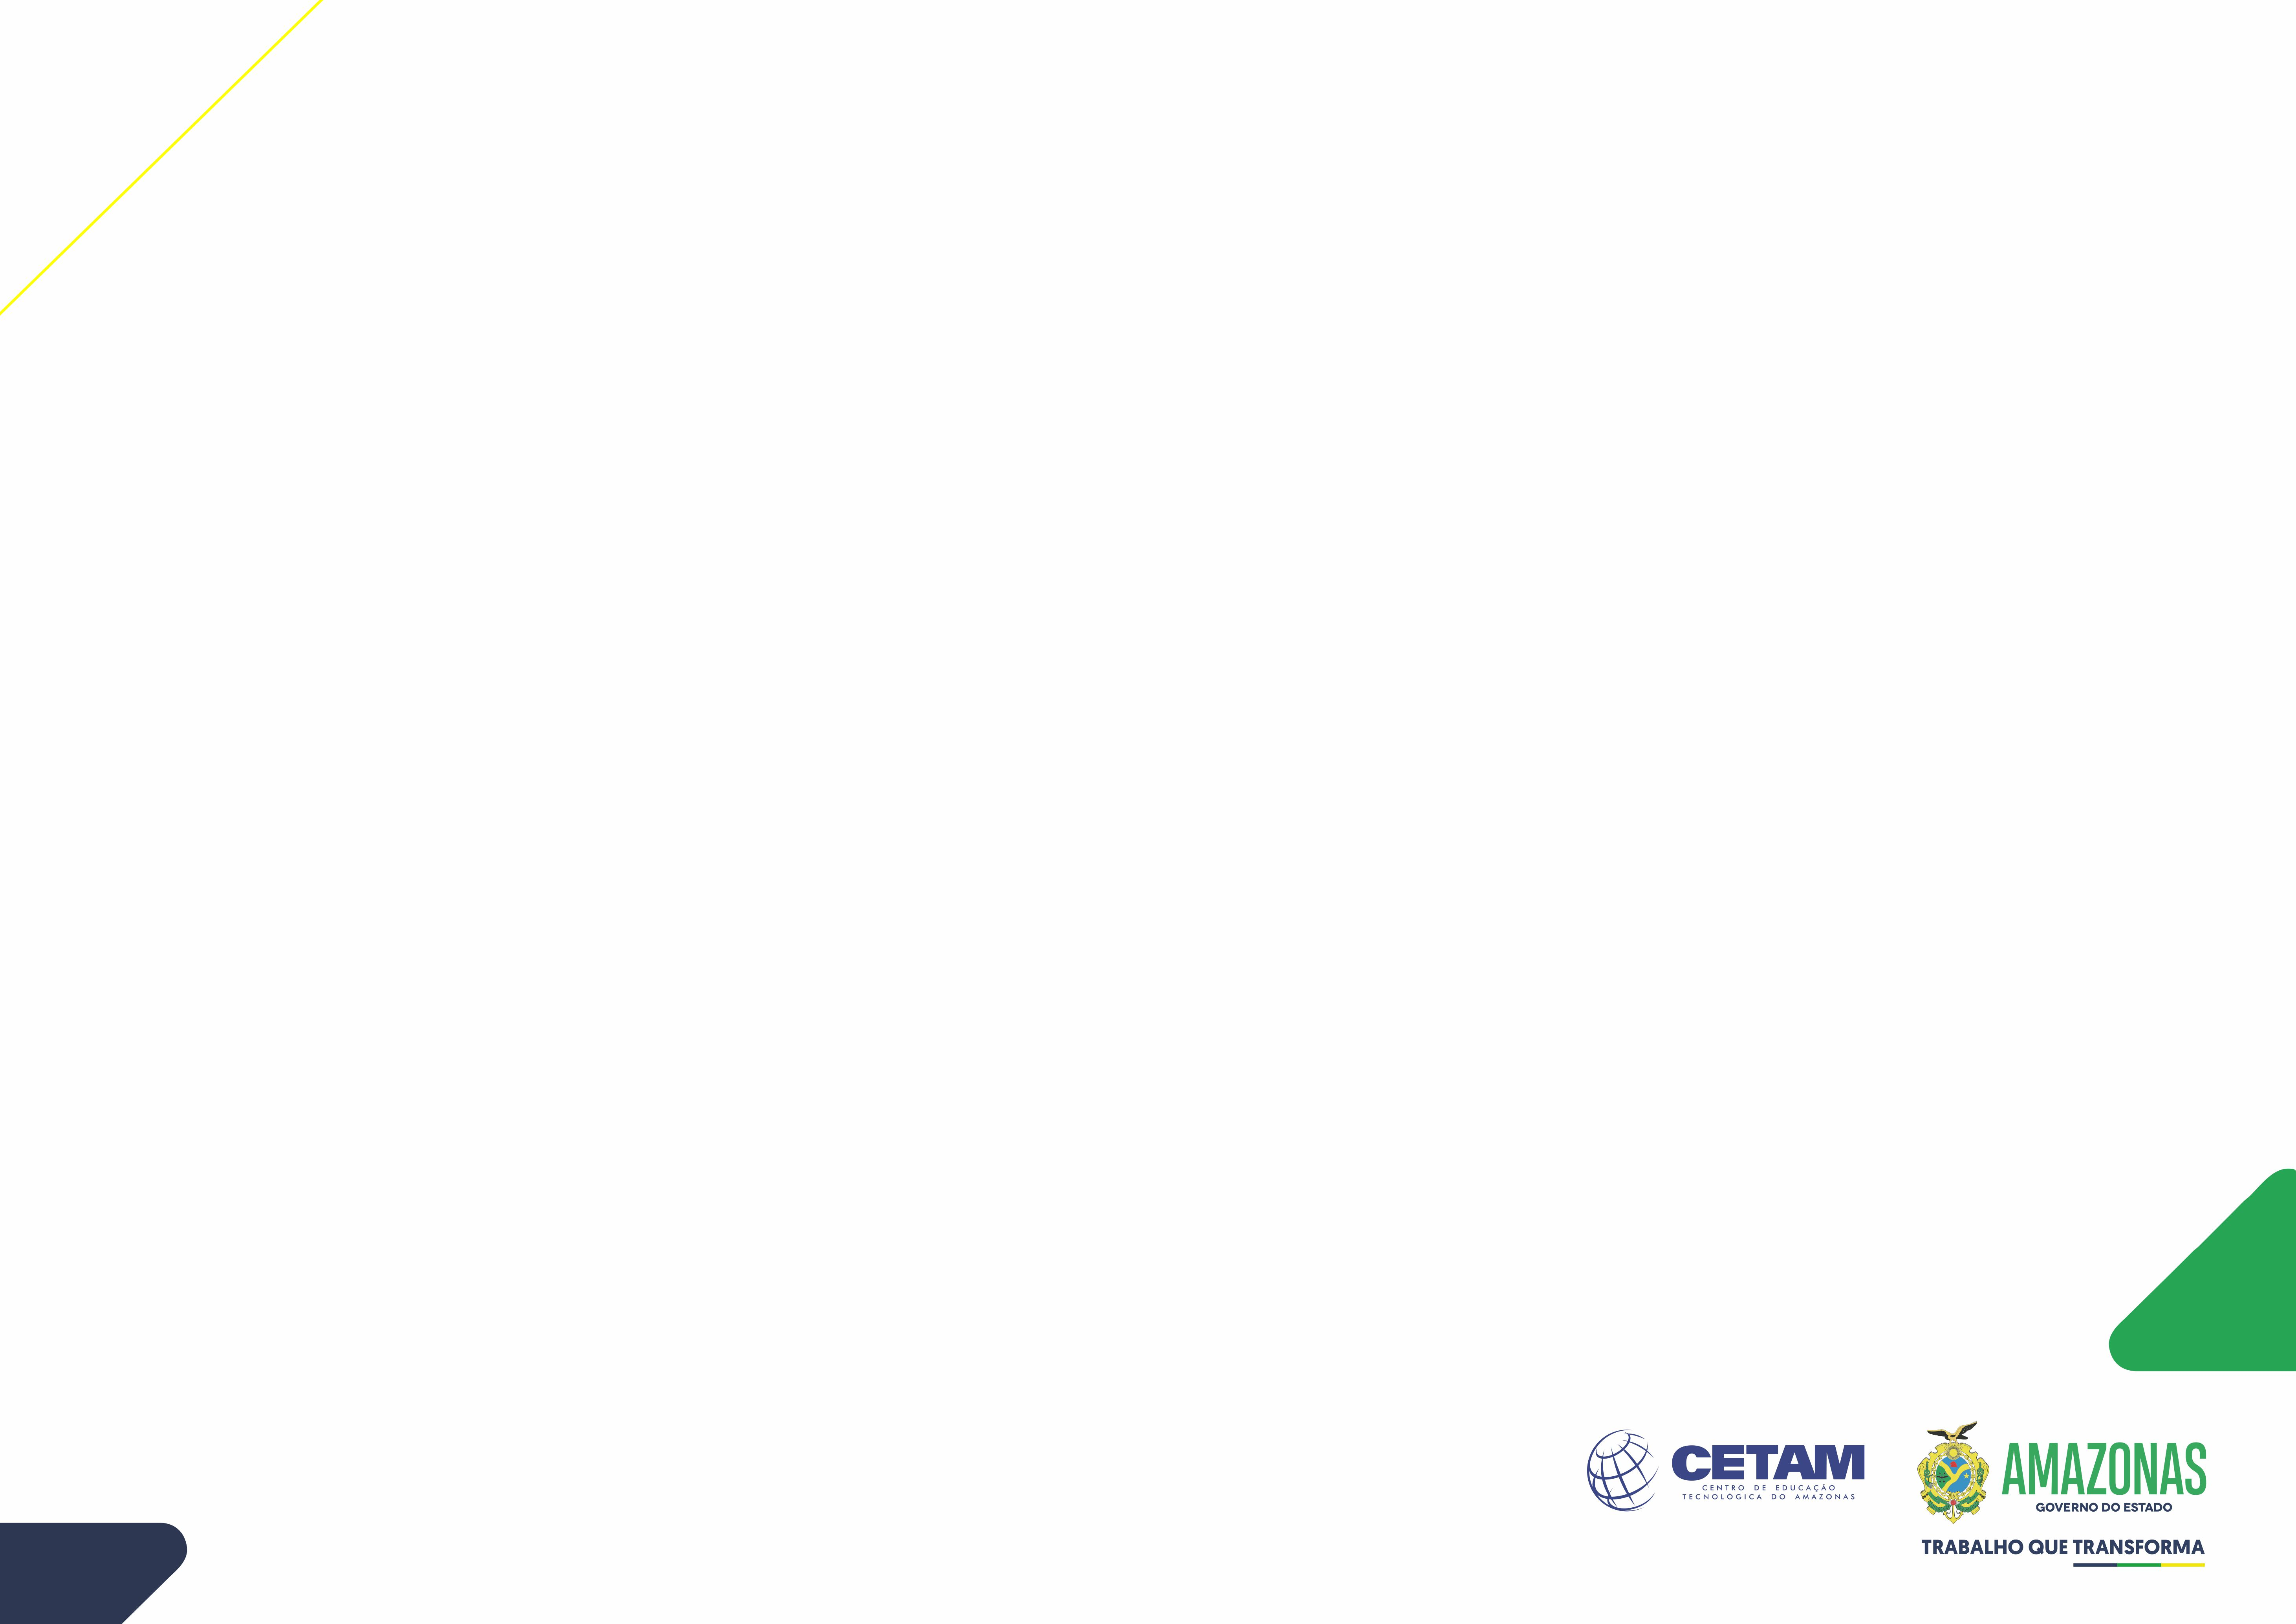 CETAM
CENTRO DE EDUCAÇÃO
TECNOLÓGICA DO AMAZONAS
AMAZONAS
GOVERNO DO ESTADO
TRABALHO QUE TRANSFORMA